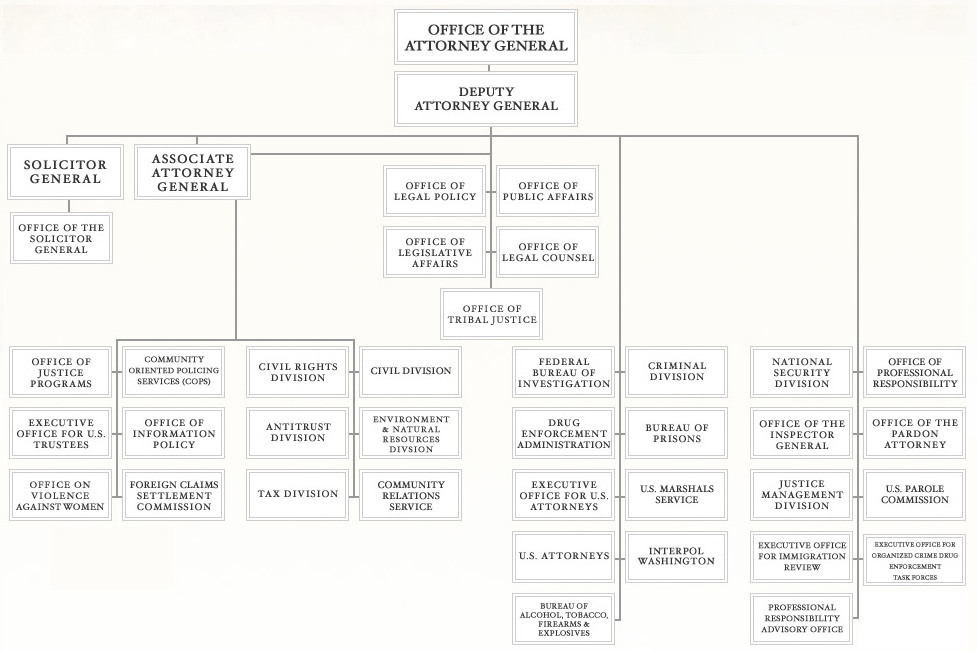 OFFICE OF THE
ATTORNEY GENERAL
DEPUTY
ATTORNEY GENERAL
SOLICITOR
GENERAL
ASSOCIATE
ATTORNEY
GENERAL
OFFICE OF THE
SOLICITOR
GENERAL
OFFICE OF
LEGAL POLICY
OFFICE OF
PUBLIC AFFAIRS
OFFICE OF
LEGISLATIVE
AFFAIRS
OFFICE OF
LEGAL COUNSEL
OFFICE OF
TRIBAL JUSTICE
OFFICE OF
JUSTICE
PROGRAMS
COMMUNITY
ORIENTED POLICING
SERVICES (COPS)
CIVIL RIGHTS
DIVISION
CIVIL DIVISION
FEDERAL
BUREAU OF
INVESTIGATION
CRIMINAL
DIVISION
NATIONAL
SECURITY
DIVISION
OFFICE OF
PROFESSIONAL
RESPONSIBILITY
EXECUTIVE
OFFICE FOR U.S.
TRUSTEES
OFFICE OF
INFORMATION
POLICY
ANTITRUST
DIVISION
ENVIRONMENT
& NATURAL
RESOURCES
DIVSION
DRUG
ENFORCEMENT
ADMINISTRATION
BUREAU OF
PRISONS
OFFICE OF THE
INSPECTOR
GENERAL
OFFICE OF THE
PARDON
ATTORNEY
OFFICE ON
VIOLENCE
AGAINST WOMEN
FOREIGN CLAIMS
SETTLEMENT
COMMISSION
TAX DIVISION
COMMUNITY
RELATIONS
SERVICE
EXECUTIVE
OFFICE FOR U.S.
ATTORNEYS
U.S. MARSHALS
SERVICE
JUSTICE
MANAGEMENT
DIVISION
U.S. PAROLE
COMMISSION
U.S. ATTORNEYS
INTERPOL
WASHINGTON
EXECUTIVE OFFICE
FOR IMMIGRATION
REVIEW
EXECUTIVE OFFICE FOR
ORGANIZED CRIME DRUG
ENFORCEMENT
TASK FORCES
BUREAU OF
ALCOHOL, TOBACCO,
FIREARMS &
EXPLOSIVES
PROFESSIONAL
RESPONSIBILITY
ADVISORY OFFICE